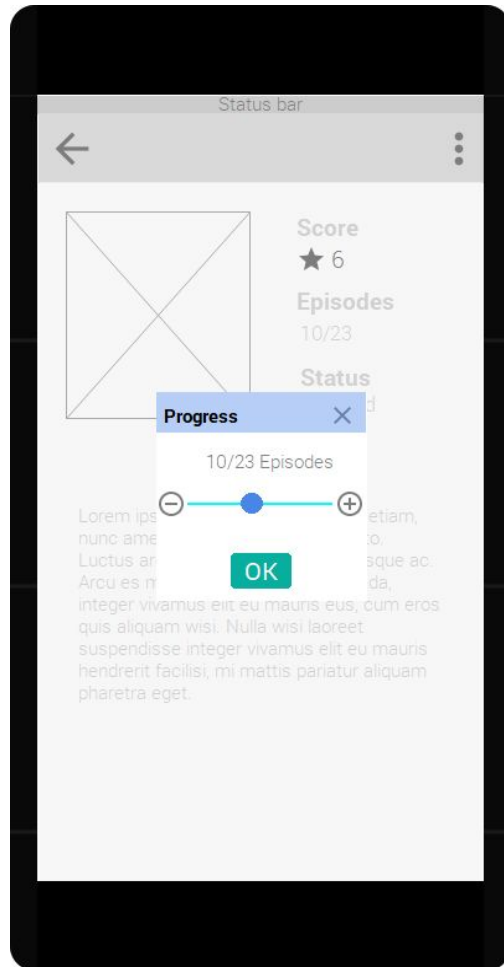 Status bar
Score
6
Episodes
10/23
Status
d
Progress
10/23 Episodes
OK
Lorem ips etiam,
nunc ame to.
Luctus ar sque ac.
Arcu es m da,
integer vivamus elit eu mauris eus, cum eros
quis aliquam wisi. Nulla wisi laoreet
suspendisse integer vivamus elit eu mauris
hendrerit facilisi, mi mattis pariatur aliquam
pharetra eget.